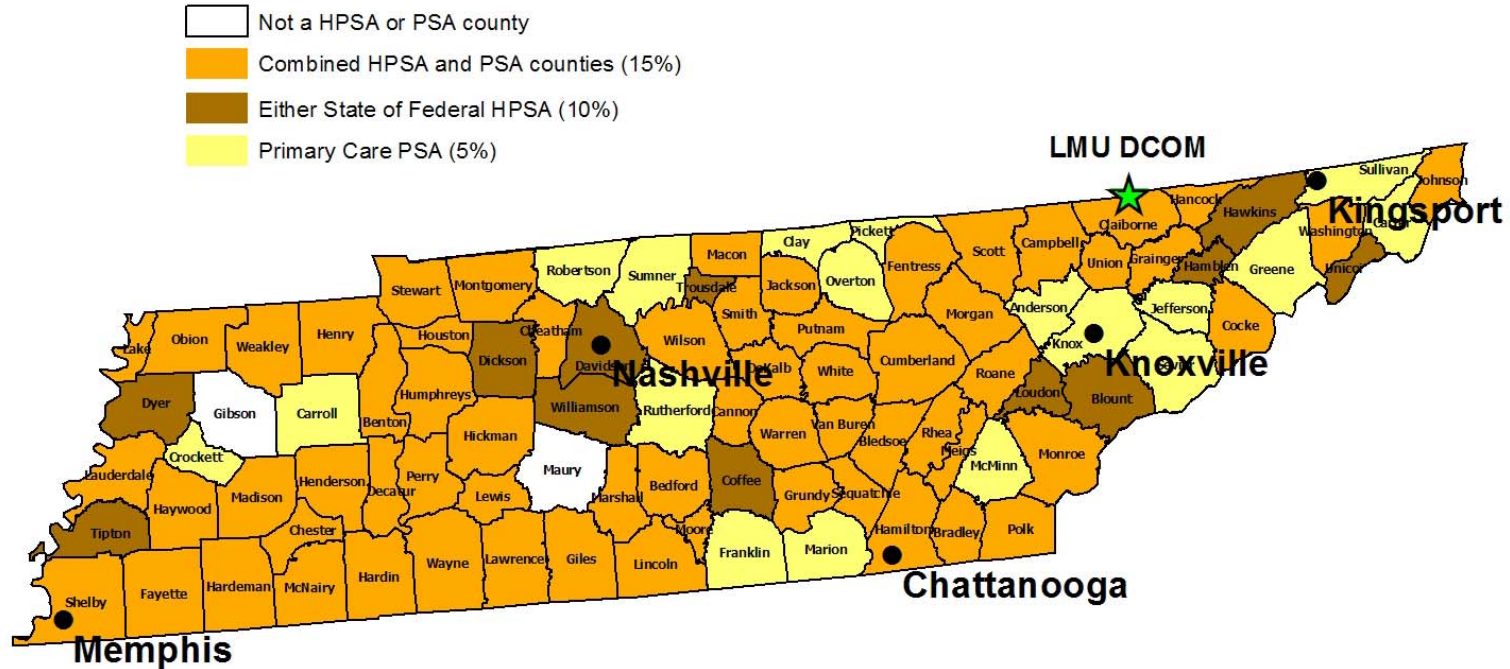 Not a HPSA or PSA county
Combined HPSA and PSA counties (15%)
Either State of Federal HPSA (10%)
Primary Care PSA (5%)
LMU DCOM
Sullivan
Johnson
Hancock
Hawkins
Kingsport
Claiborne
Washington
Pickett
Clay
Scott
Campbell
Union
Grainger
Hamblen
Greene
Unicoi
Macon
Robertson
Sumner
Fentress
Trousdale
Jackson
Overton
Stewart
Montgomery
Anderson
Jefferson
Smith
Morgan
Cocke
Houston
Cheatham
Wilson
Putnam
Henry
Obion
Weakley
Lake
Knox
Knoxville
Dickson
Davidson
Nashville
DeKalb
White
Cumberland
Roane
Humphreys
Loudon
Blount
Dyer
Gibson
Carroll
Benton
Williamson
Rutherford
Cannon
Hickman
Warren
Van Buren
Bledsoe
Rhea
Meigs
Crockett
Monroe
McMinn
Lauderdale
Maury
Perry
Henderson
Decatur
Lewis
Marshall
Bedford
Coffee
Grundy
Sequatchie
Madison
Haywood
Chester
Tipton
Moore
Hamilton
Bradley
Polk
Franklin
Marion
Lincoln
Giles
Lawrence
Wayne
Hardin
McNairy
Hardeman
Fayette
Shelby
Chattanooga
Memphis